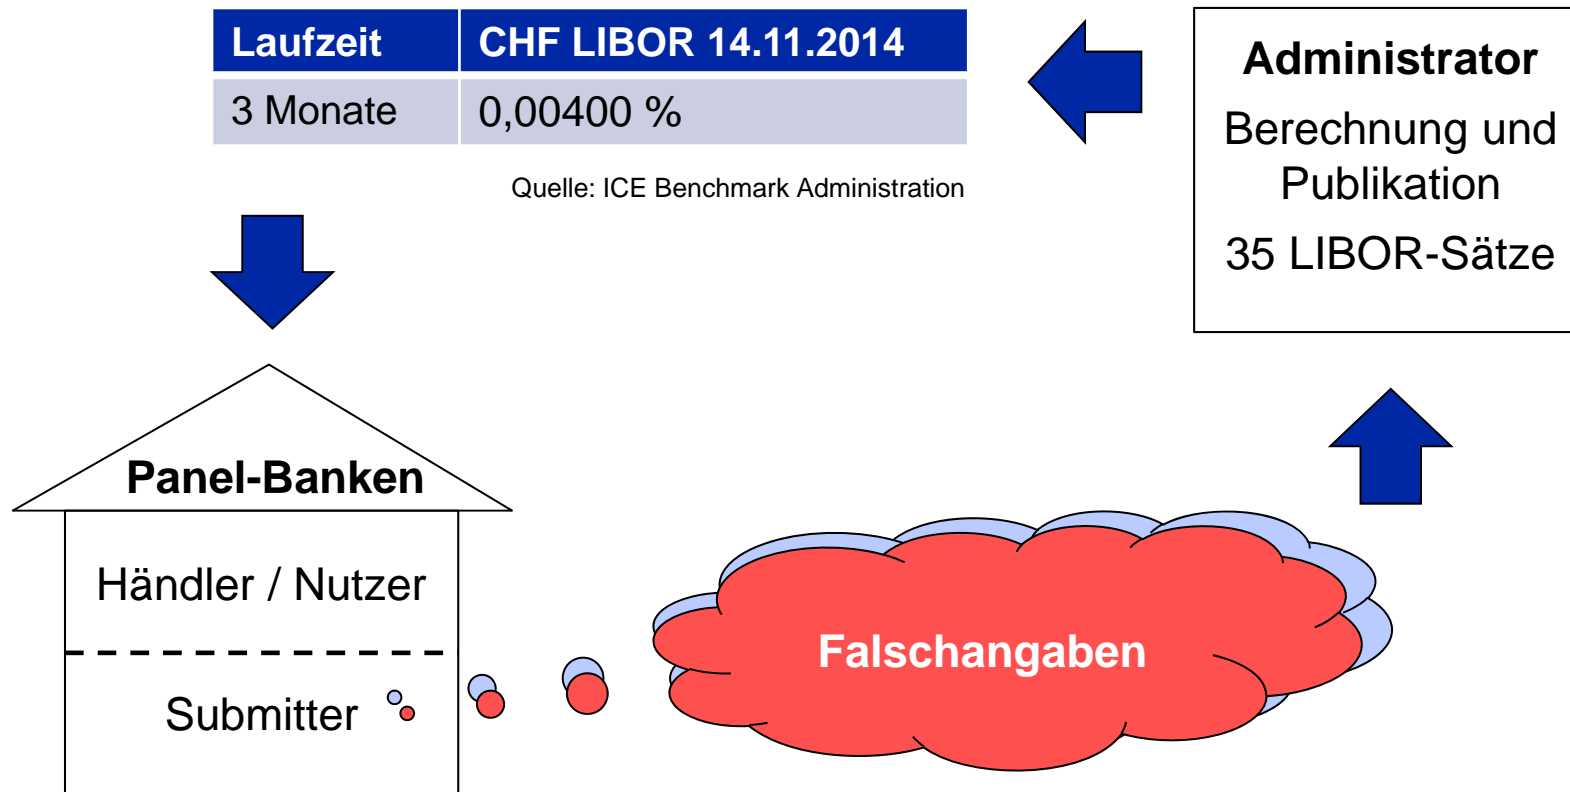 Laufzeit CHF LIBOR 14.11.2014
3 Monate 0,00400 %
Quelle: ICE Benchmark Administration
Administrator
Berechnung und
Publikation
35 LIBOR-Sätze
Panel-Banken
Händler / Nutzer
Submitter
Falschangaben